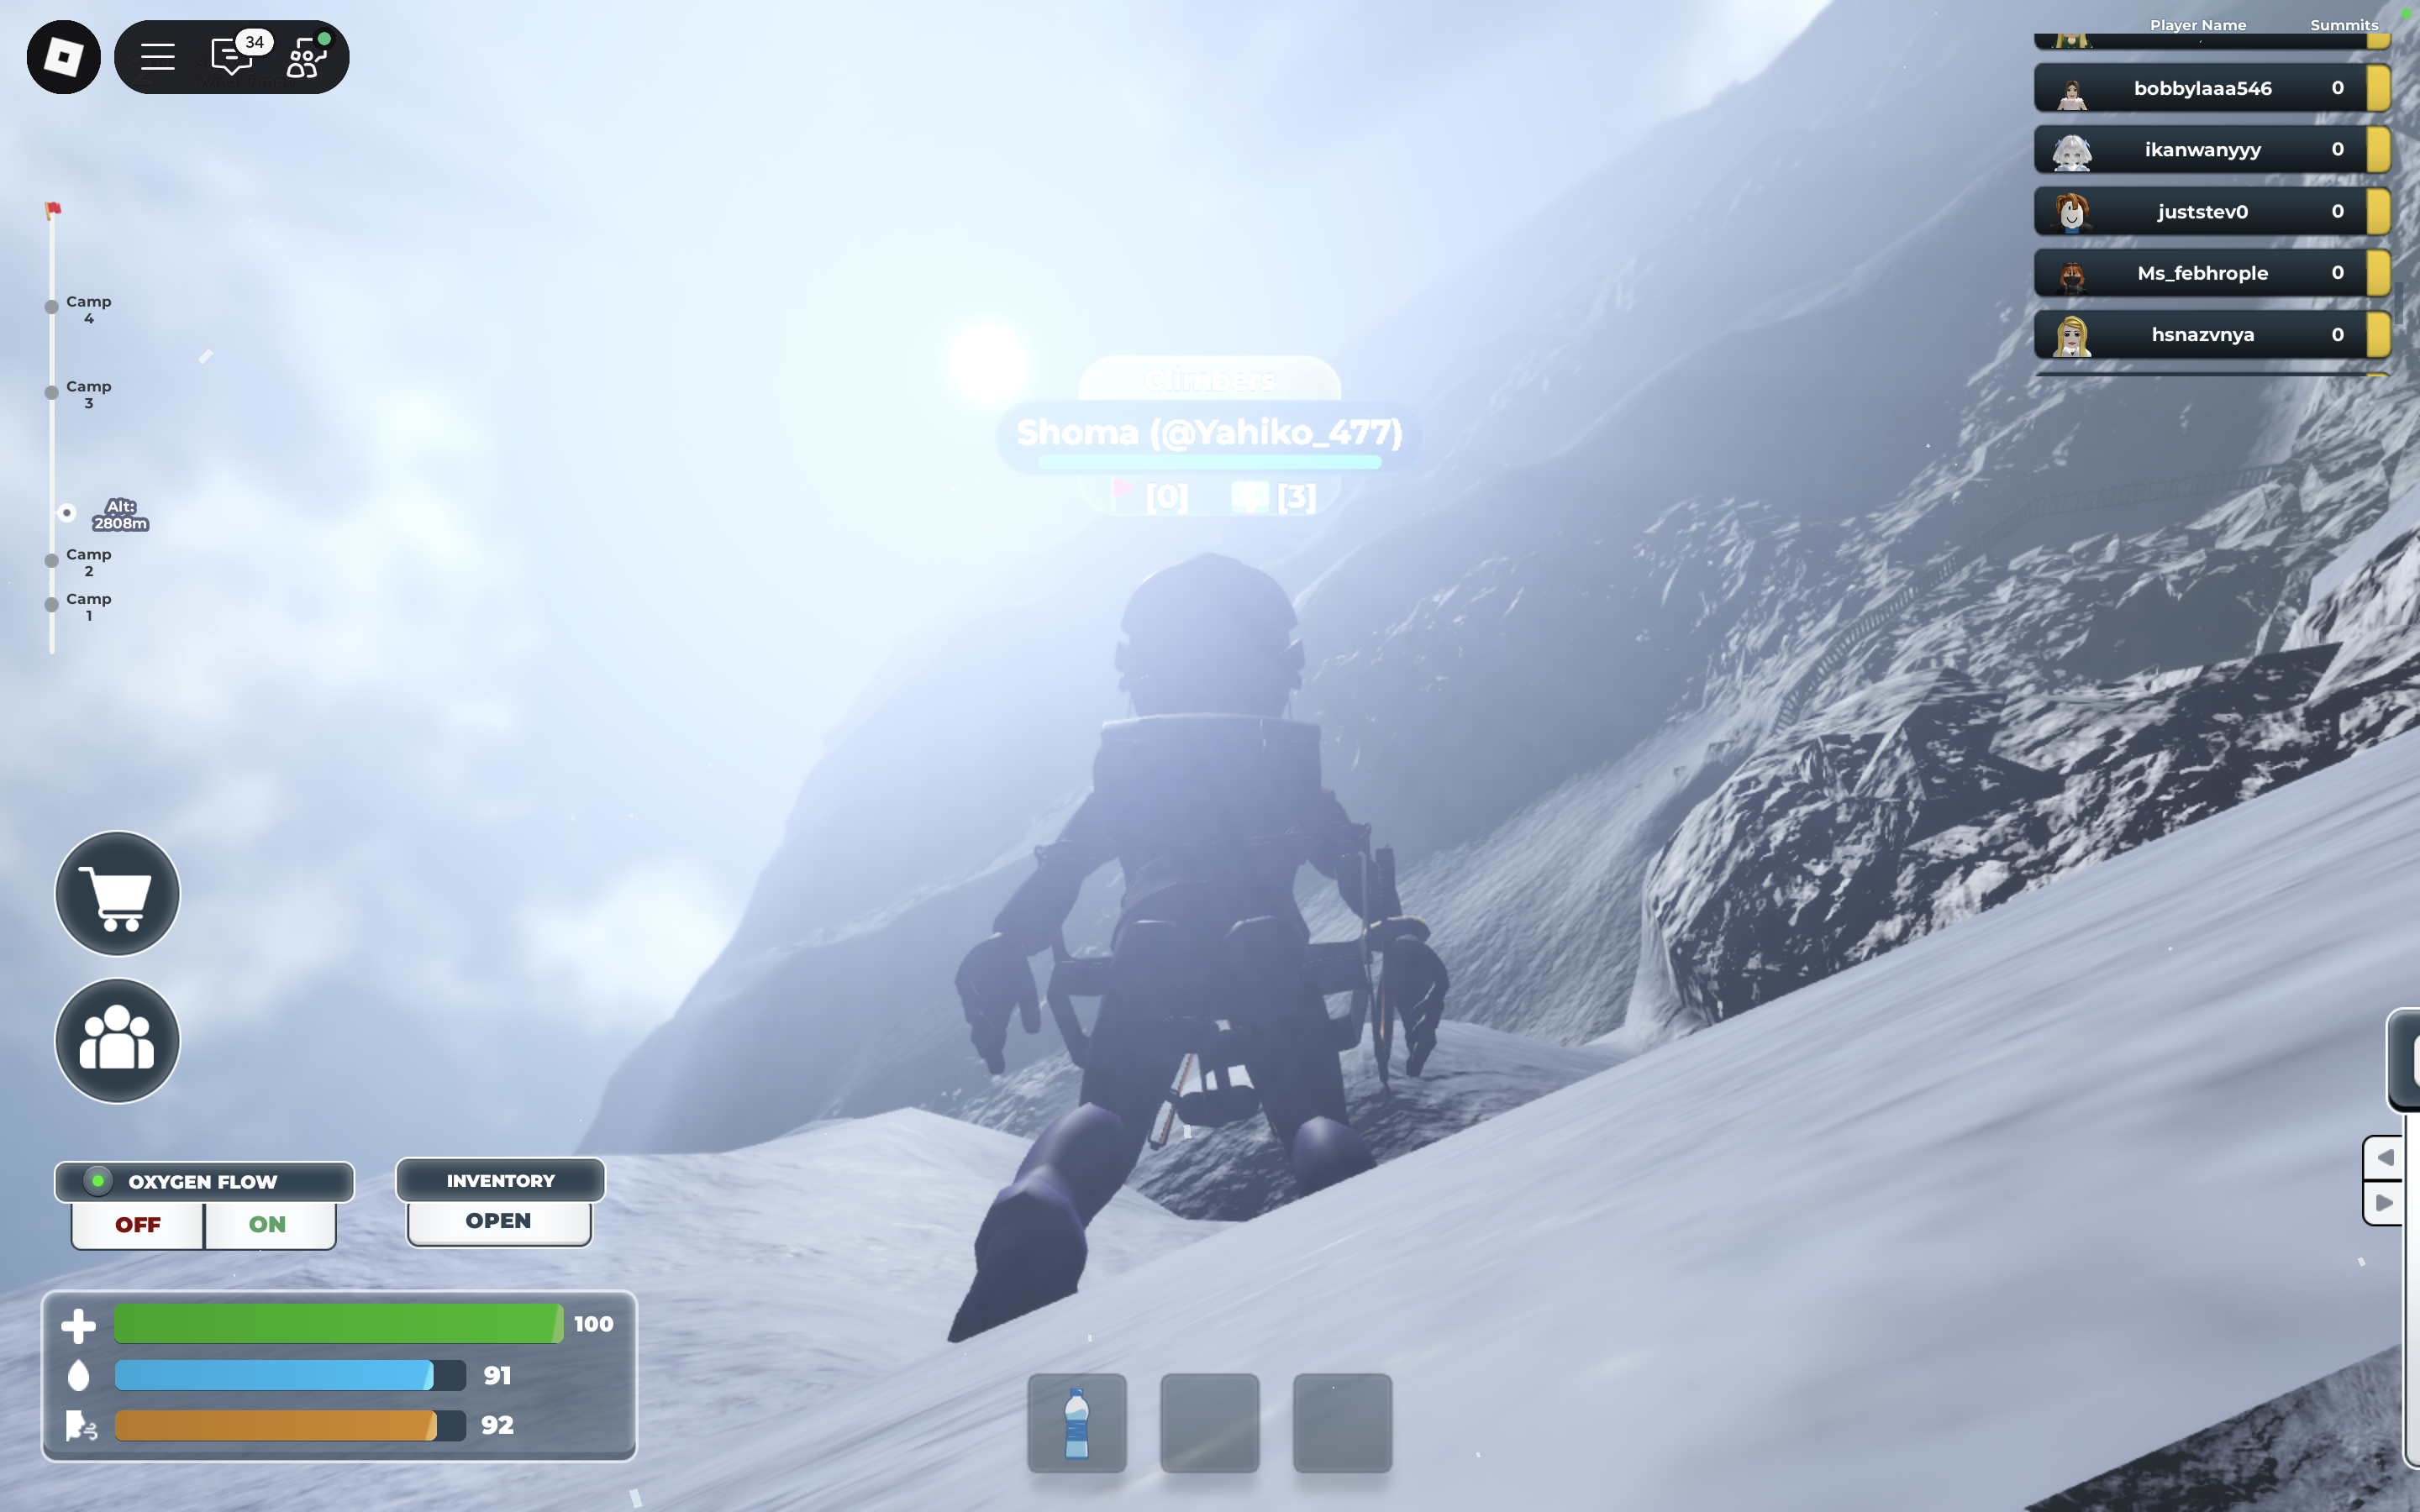 34
Player Name Summits
bobbylaaa546 0
ikanwanyyy 0
juststev0 0
Ms_febhrople 0
hsnazvnya 0
Camp
4
Camp
3
Alt:
2808m
Camp
2
Camp
1
Climbers
Shoma (@Yahiko_477)
[0] [3]
OXYGEN FLOW
OFF ON
INVENTORY
OPEN
100
91
92